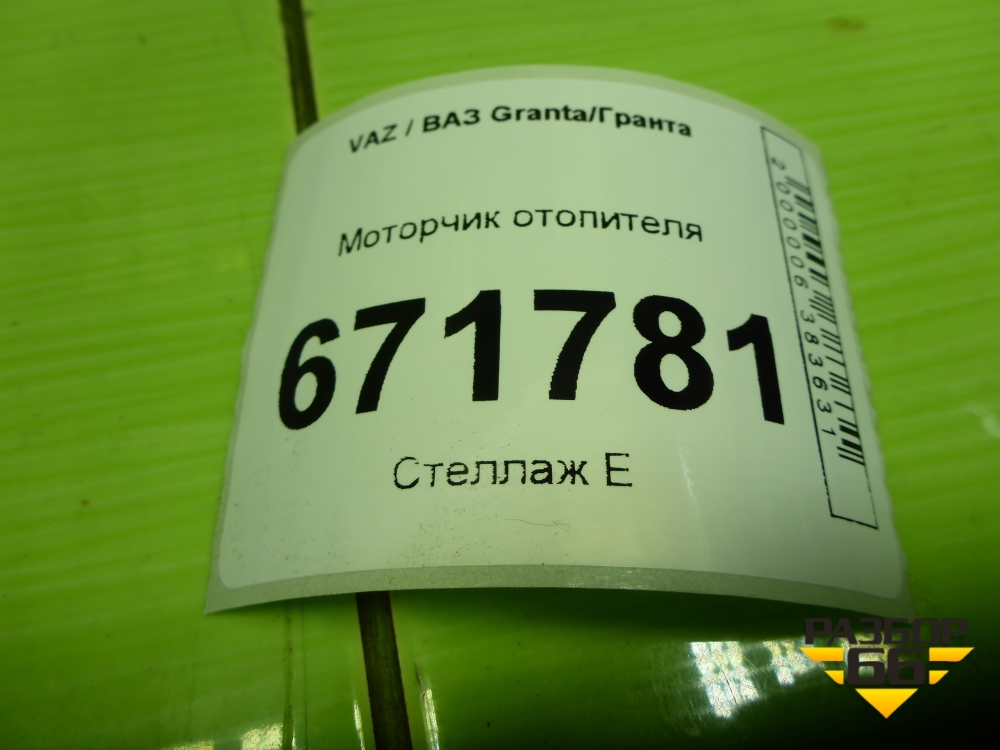 VAZ / ВАЗ Granta/Гранта
Моторчик отопителя
671781
Стеллаж E
2000006383631
РАЗБОР
66